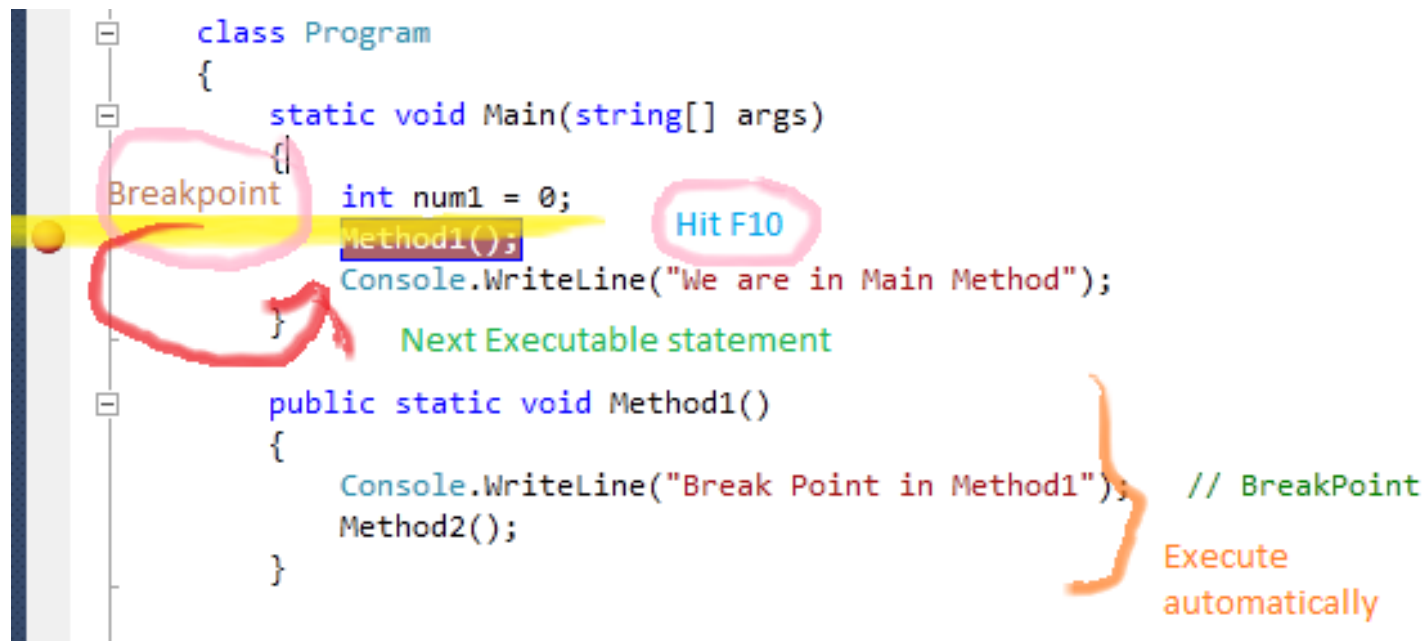 class Program
{
static void Main(string[] args)
{
Breakpoint
int num1 = 0;
Hit F10
Method1();
Console.WriteLine("We are in Main Method");
}
Next Executable statement
public static void Method1()
{
Console.WriteLine("Break Point in Method1"); // BreakPoint
Method2();
}
Execute
automatically